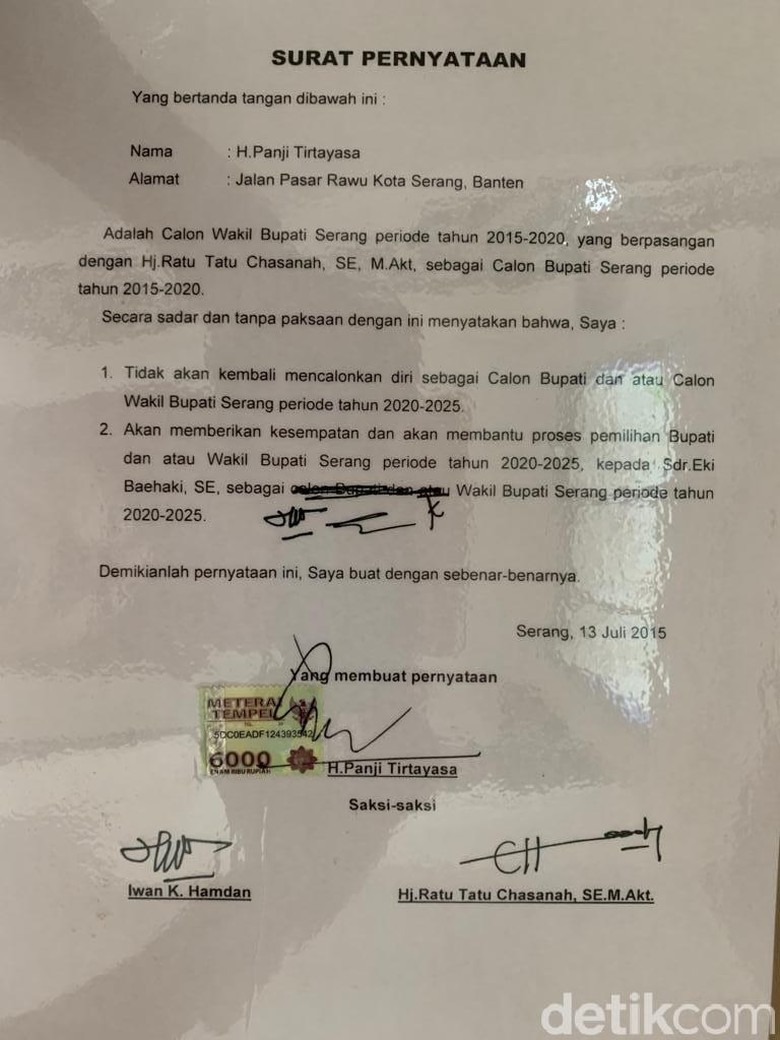 SURAT PERNYATAAN
Yang bertanda tangan dibawah ini :
Nama : H.Panji Tirtayasa
Alamat : Jalan Pasar Rawu Kota Serang, Banten
Adalah Calon Wakil Bupati Serang periode tahun 2015-2020, yang berpasangan
dengan Hj.Ratu Tatu Chasanah, SE, M.Akt, sebagai Calon Bupati Serang periode
tahun 2015-2020.
Secara sadar dan tanpa paksaan dengan ini menyatakan bahwa, Saya :
1. Tidak akan kembali mencalonkan diri sebagai Calon Bupati dan atau Calon
Wakil Bupati Serang periode tahun 2020-2025.
2. Akan memberikan kesempatan dan akan membantu proses pemilihan Bupati
dan atau Wakil Bupati Serang periode tahun 2020-2025, kepada Sdr.Eki
Baehaki, SE, sebagai calon Bupati dan atau Wakil Bupati Serang periode tahun
2020-2025.
Demikianlah pernyataan ini, Saya buat dengan sebenar-benarnya.
Serang, 13 Juli 2015
Yang membuat pernyataan
METERAI
TEMPEL
6000
ENAM RIBU RUPIAH
H.Panji Tirtayasa
Saksi-saksi
Iwan K. Hamdan
Hj.Ratu Tatu Chasanah, SE.M.Akt.
detikcom